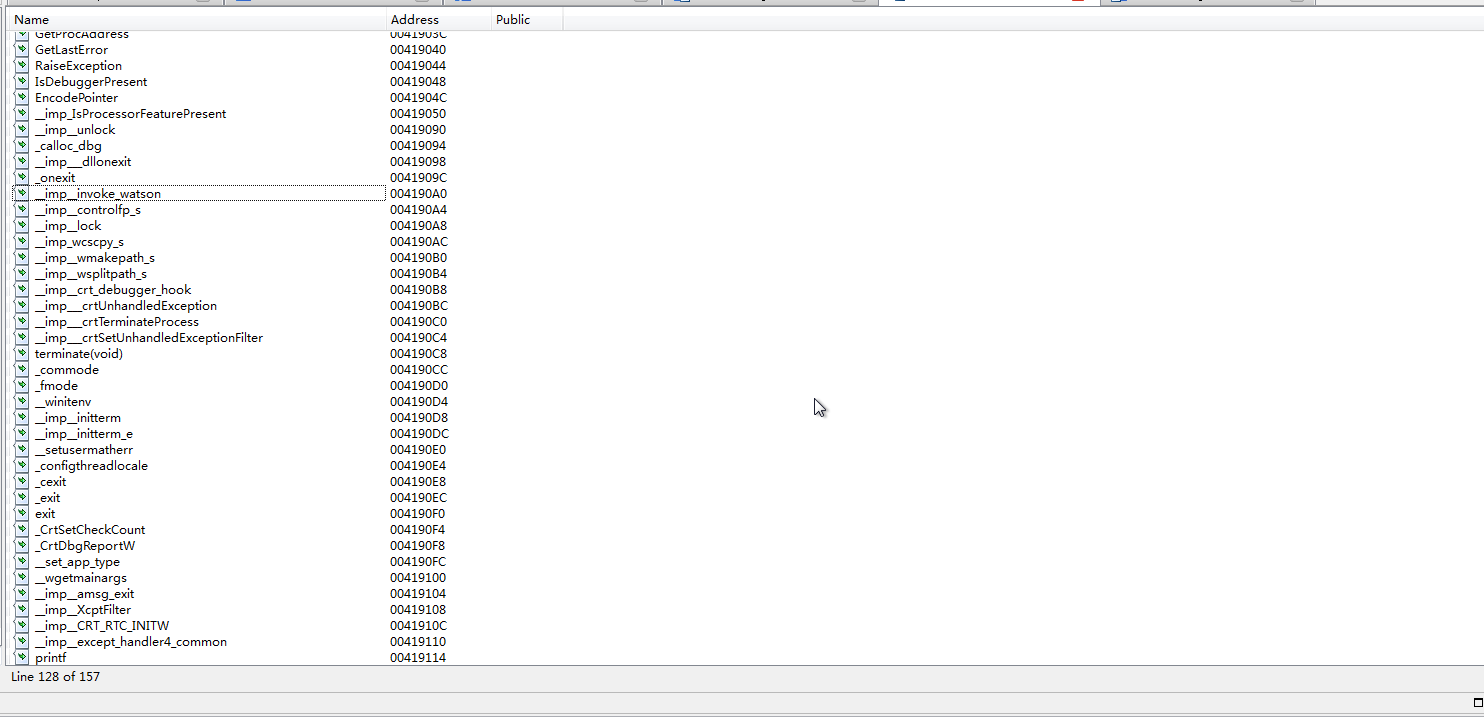 Name Address Public
GetProcAddress 0041903C
GetLastError 00419040
RaiseException 00419044
IsDebuggerPresent 00419048
EncodePointer 0041904C
__imp_IsProcessorFeaturePresent 00419050
__imp__unlock 00419090
_calloc_dbg 00419094
__imp___dllonexit 00419098
_onexit 0041909C
__imp__invoke_watson 004190A0
__imp__controlfp_s 004190A4
__imp__lock 004190A8
__imp_wcscpy_s 004190AC
__imp__wmakepath_s 004190B0
__imp__wsplitpath_s 004190B4
__imp__crt_debugger_hook 004190B8
__imp___crtUnhandledException 004190BC
__imp___crtTerminateProcess 004190C0
__imp___crtSetUnhandledExceptionFilter 004190C4
terminate(void) 004190C8
_commode 004190CC
_fmode 004190D0
__winitenv 004190D4
__imp__initterm 004190D8
__imp__initterm_e 004190DC
__setusermatherr 004190E0
_configthreadlocale 004190E4
_cexit 004190E8
_exit 004190EC
exit 004190F0
_CrtSetCheckCount 004190F4
_CrtDbgReportW 004190F8
__set_app_type 004190FC
__wgetmainargs 00419100
__imp__amsg_exit 00419104
__imp__XcptFilter 00419108
__imp__CRT_RTC_INITW 0041910C
__imp__except_handler4_common 00419110
printf 00419114
Line 128 of 157